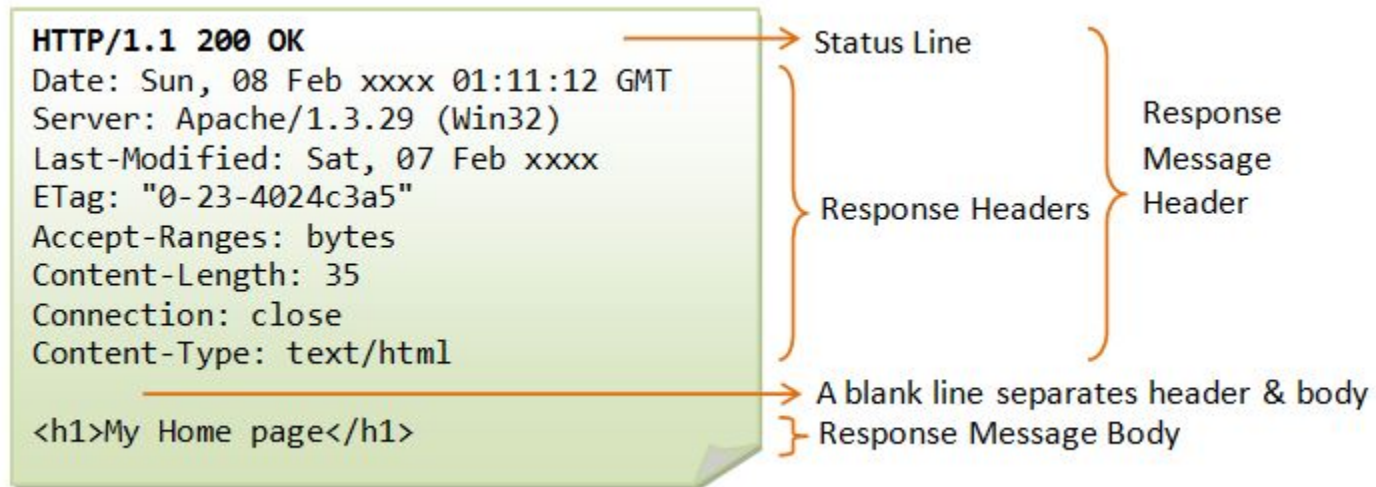 HTTP/1.1 200 OK
Date: Sun, 08 Feb xxxx 01:11:12 GMT
Server: Apache/1.3.29 (Win32)
Last-Modified: Sat, 07 Feb xxxx
ETag: "0-23-4024c3a5"
Accept-Ranges: bytes
Content-Length: 35
Connection: close
Content-Type: text/html
<h1>My Home page</h1>
Status Line
Response Headers
Response
Message
Header
A blank line separates header & body
Response Message Body